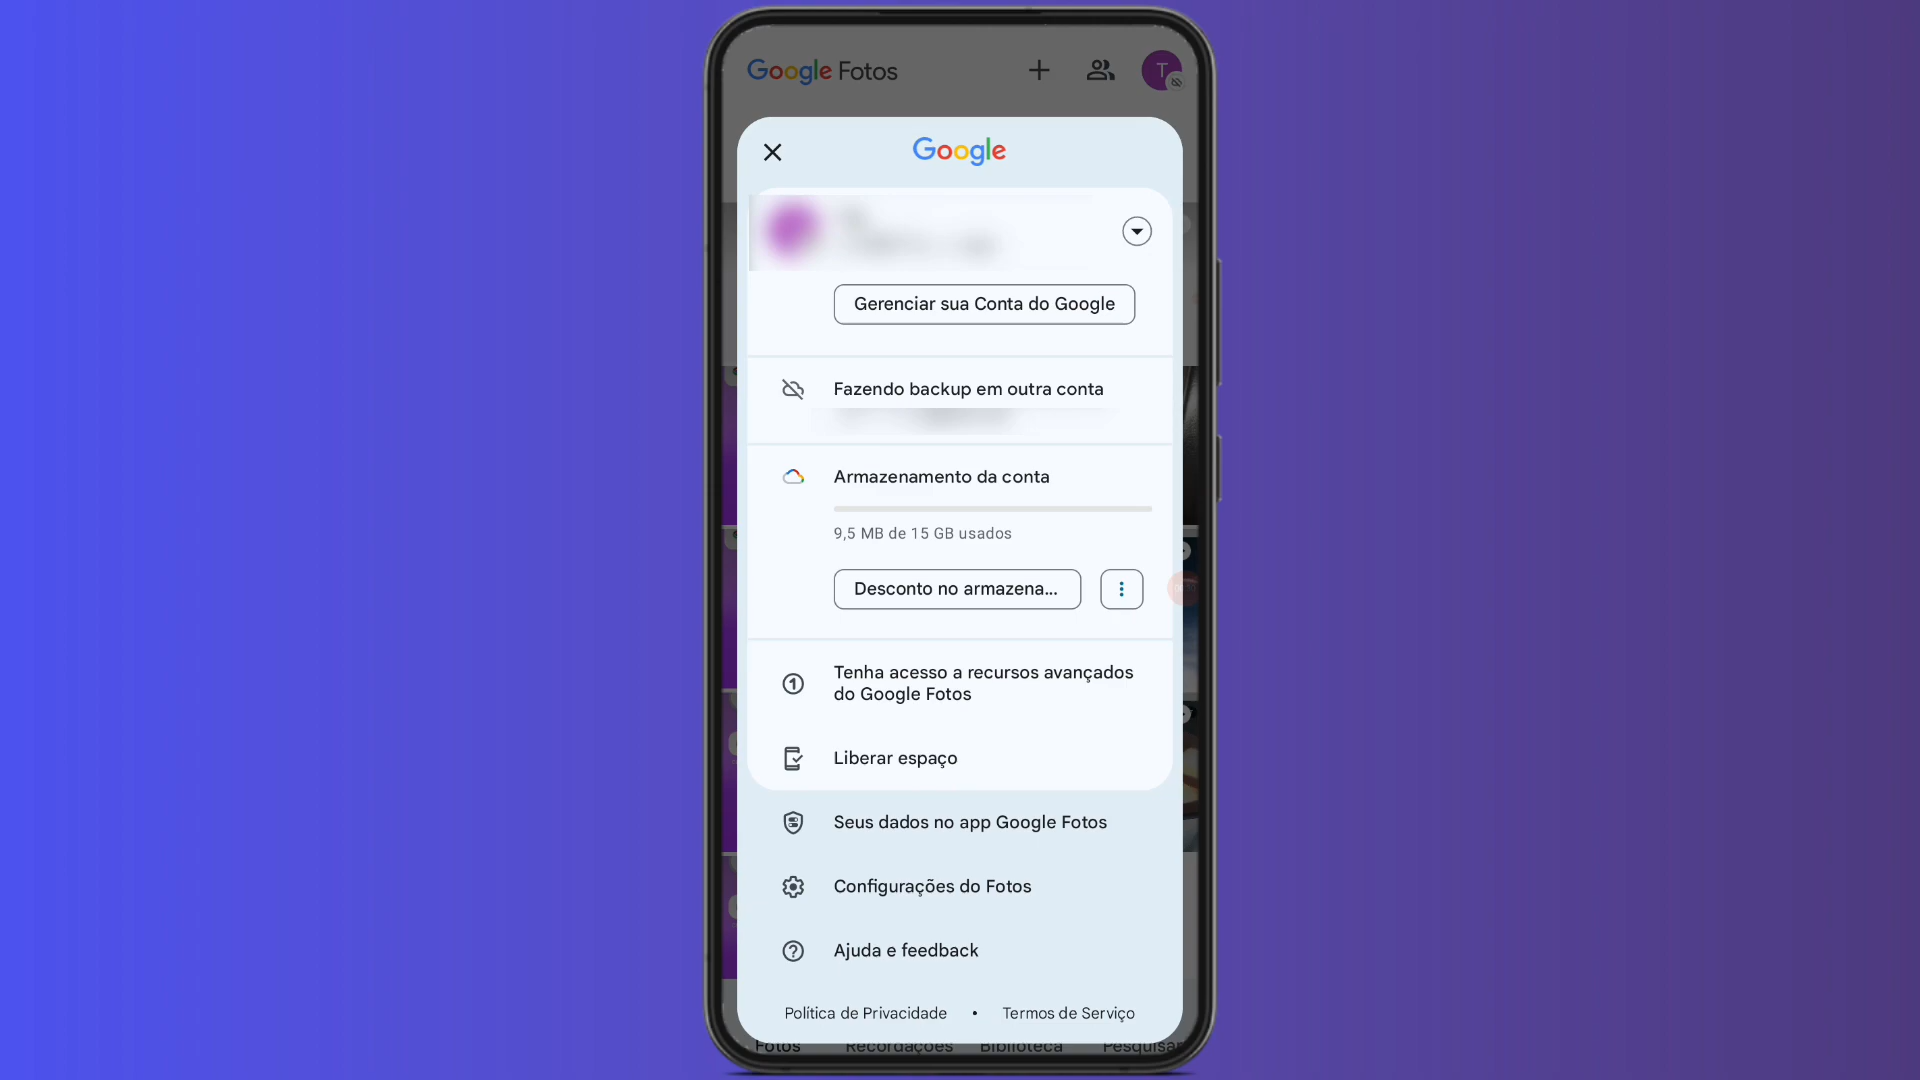 Google Fotos
T
Google
Gerenciar sua Conta do Google
Fazendo backup em outra conta
Armazenamento da conta
9,5 MB de 15 GB usados
Desconto no armazena...
Tenha acesso a recursos avançados
do Google Fotos
Liberar espaço
Seus dados no app Google Fotos
Configurações do Fotos
Ajuda e feedback
Política de Privacidade • Termos de Serviço
Fotos Recordações Biblioteca Pesquisar